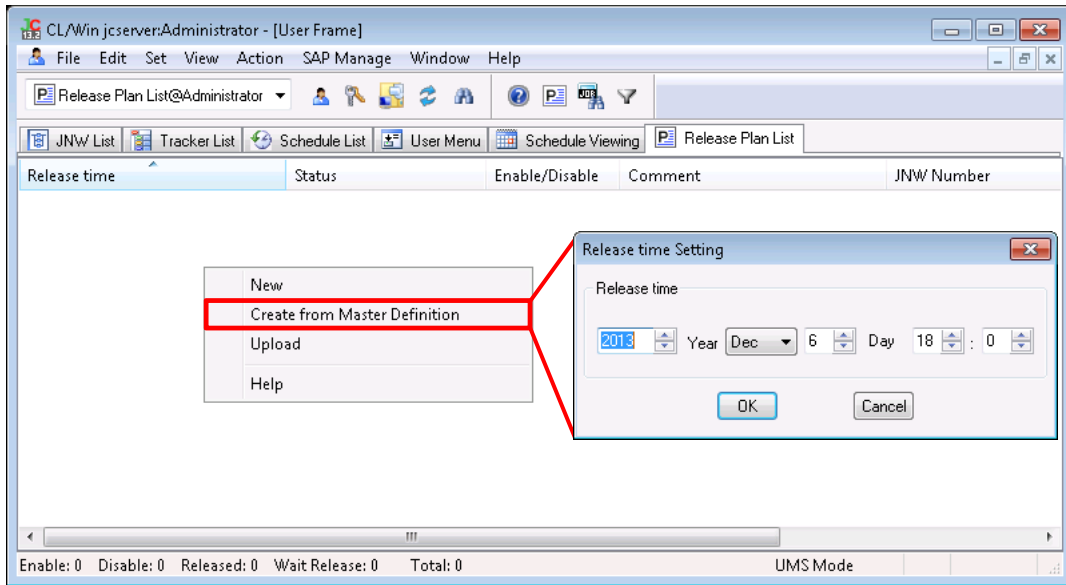 CL/Win jcserver:Administrator - [User Frame]
File Edit Set View Action SAP Manage Window Help
Release Plan List@Administrator
JNW List Tracker List Schedule List User Menu Schedule Viewing Release Plan List
Release time Status Enable/Disable Comment JNW Number
New
Create from Master Definition
Upload
Help
Release time Setting
Release time
2013 Year Dec 6 Day 18 : 0
OK Cancel
Enable: 0 Disable: 0 Released: 0 Wait Release: 0 Total: 0 UMS Mode